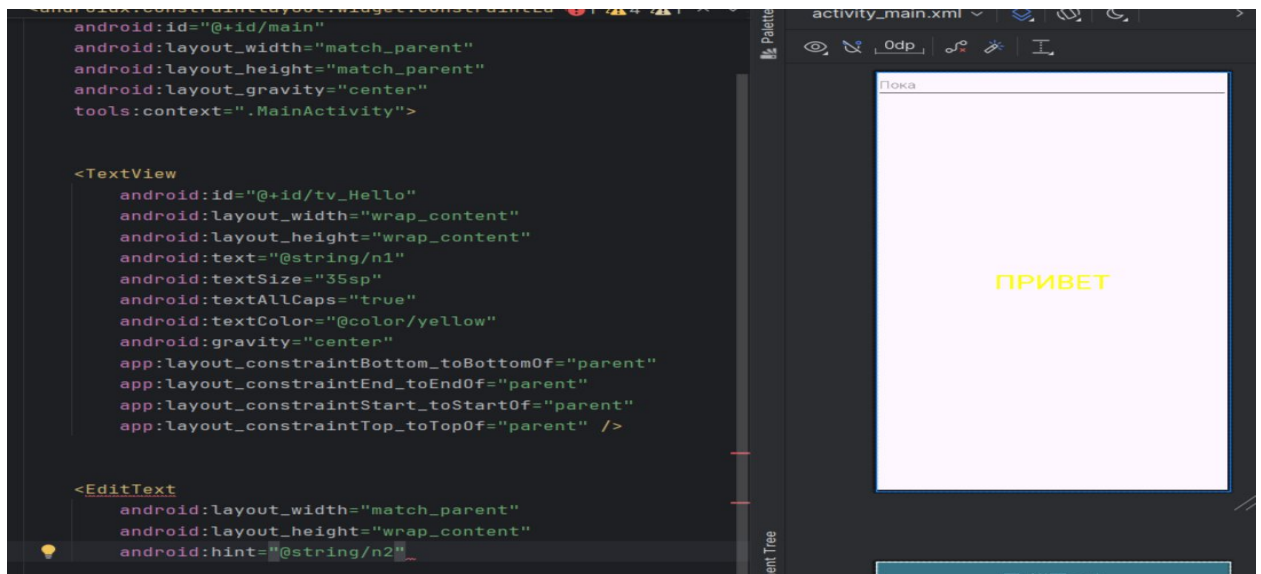 android:id="@+id/main"
android:layout_width="match_parent"
android:layout_height="match_parent"
android:layout_gravity="center"
tools:context=".MainActivity">
<TextView
android:id="@+id/tv_Hello"
android:layout_width="wrap_content"
android:layout_height="wrap_content"
android:text="@string/n1"
android:textSize="35sp"
android:textAllCaps="true"
android:textColor="@color/yellow"
android:gravity="center"
app:layout_constraintBottom_toBottomOf="parent"
app:layout_constraintEnd_toEndOf="parent"
app:layout_constraintStart_toStartOf="parent"
app:layout_constraintTop_toTopOf="parent" />
<EditText
android:layout_width="match_parent"
android:layout_height="wrap_content"
android:hint="@string/n2"
Palette
activity_main.xml
0dp
Пока
ПРИВЕТ
Tree